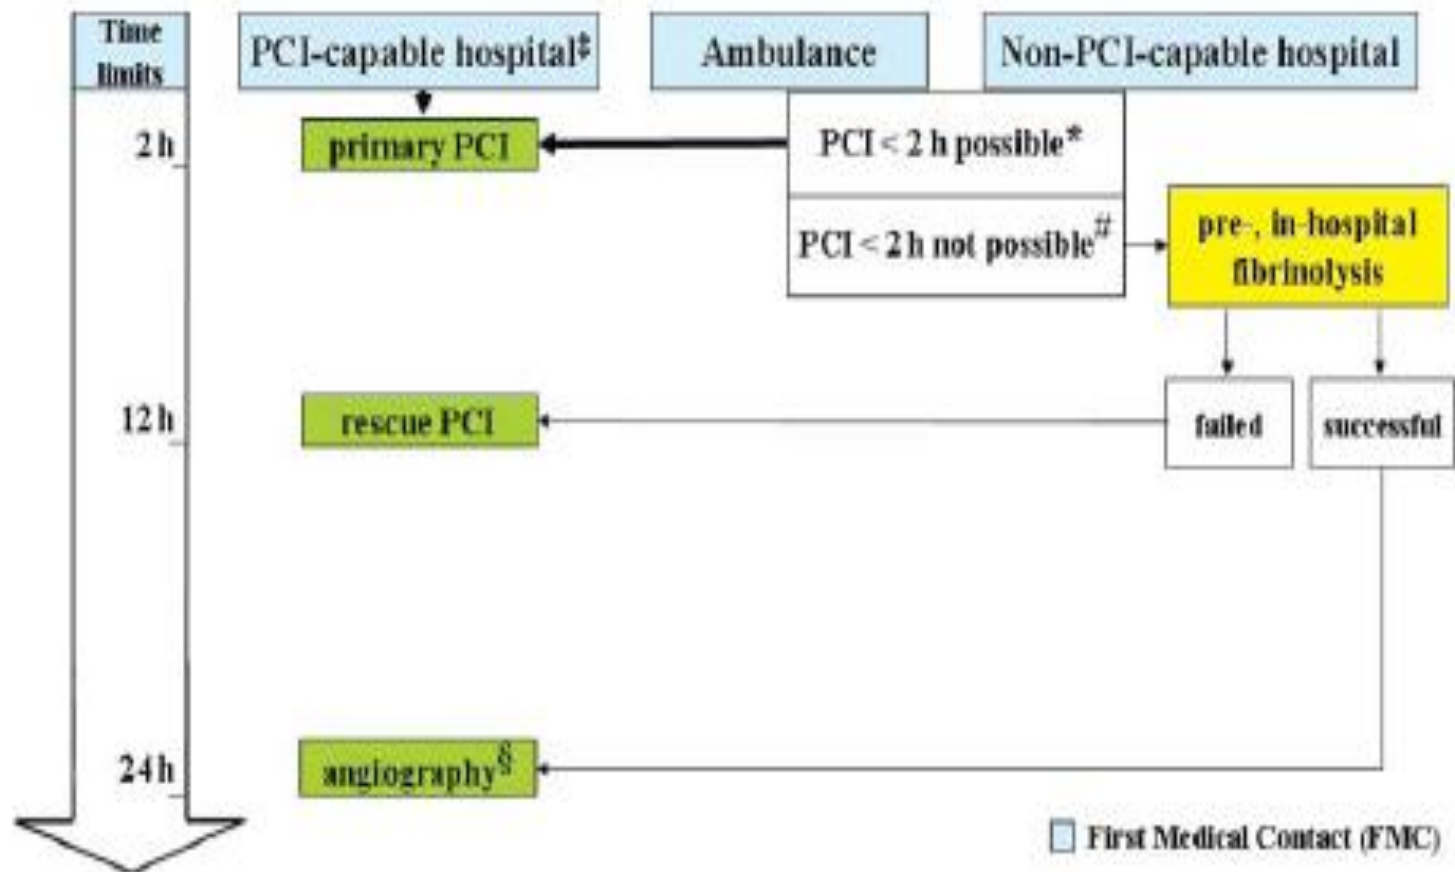 Time
limits
PCI-capable hospital‡
Ambulance
Non-PCI-capable hospital
2 h
primary PCI
PCI < 2 h possible*
PCI < 2 h not possible#
pre-, in-hospital
fibrinolysis
12 h
rescue PCI
failed
successful
24 h
angiography§
First Medical Contact (FMC)